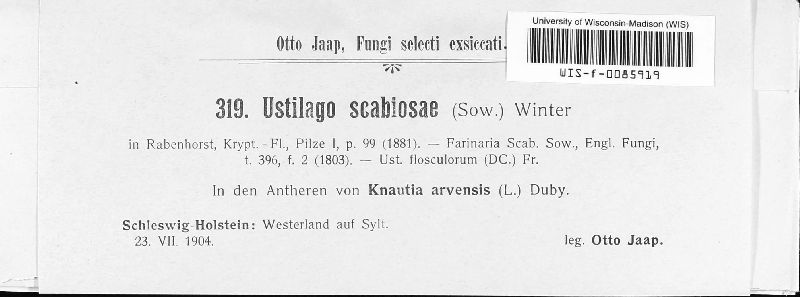 University of Wisconsin-Madison (WIS)
WIS-f-0085919
Otto Jaap, Fungi selecti exsiccati.
319. Ustilago scabiosae (Sow.) Winter
in Rabenhorst, Krypt.-Fl., Pilze I, p. 99 (1881). — Farinaria Scab. Sow., Engl. Fungi,
t. 396, f. 2 (1803). — Ust. flosculorum (DC.) Fr.
In den Antheren von Knautia arvensis (L.) Duby.
Schleswig-Holstein: Westerland auf Sylt.
23. VII. 1904.
leg. Otto Jaap.